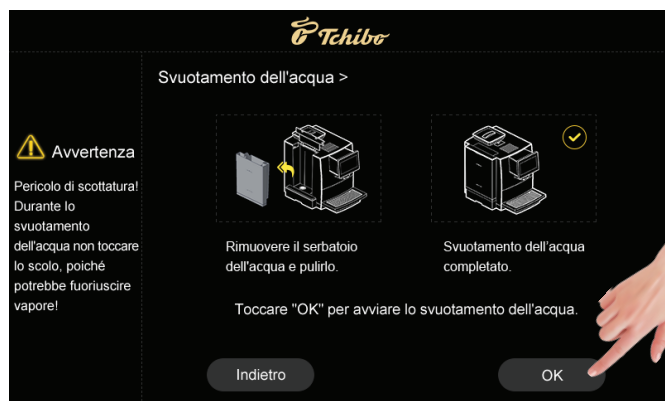 Tchibo
Svuotamento dell'acqua >
Avvertenza
Pericolo di scottatura!
Durante lo
svuotamento
dell'acqua non toccare
lo scolo, poiché
potrebbe fuoriuscire
vapore!
Rimuovere il serbatoio
dell'acqua e pulirlo.
Svuotamento dell'acqua
completato.
Toccare "OK" per avviare lo svuotamento dell'acqua.
Indietro
OK